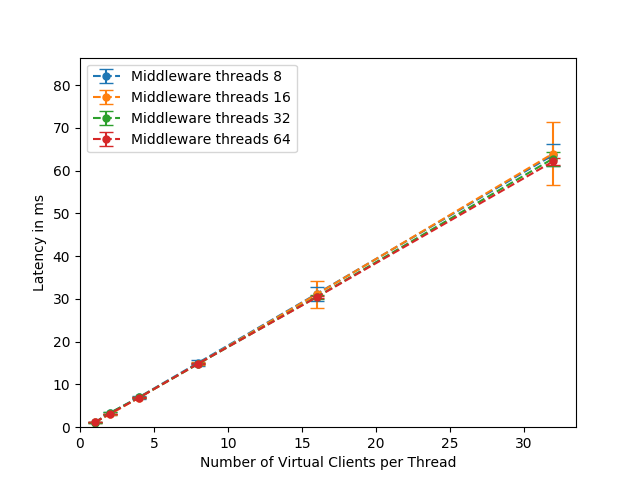 Middleware threads 8
Middleware threads 16
Middleware threads 32
Middleware threads 64
Latency in ms
80
70
60
50
40
30
20
10
0
0 5 10 15 20 25 30
Number of Virtual Clients per Thread